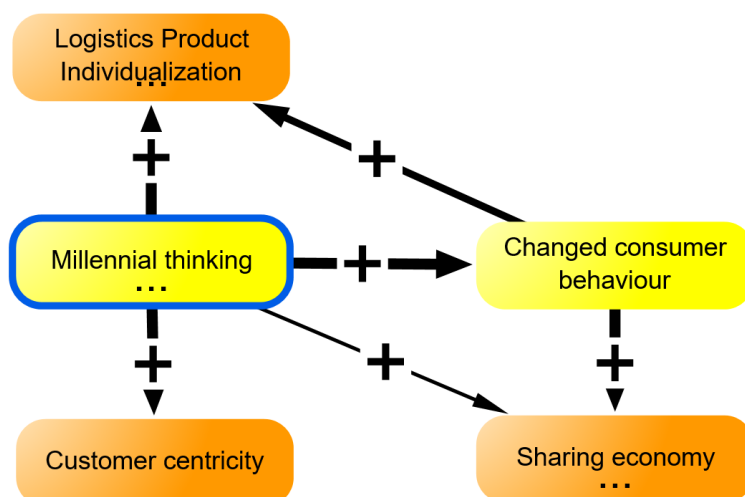 Logistics Product
Individualization
...
+
+
Millennial thinking
...
+
Changed consumer
behaviour
+
+
+
Customer centricity
Sharing economy
...